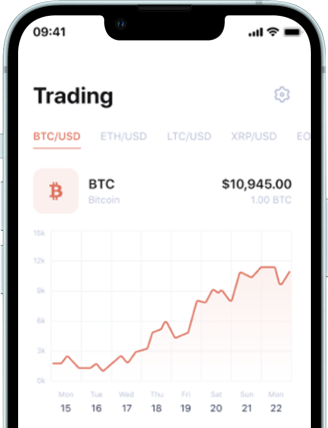 09:41
Trading
BTC/USD ETH/USD LTC/USD XRP/USD EO
BTC $10,945.00
Bitcoin 1.00 BTC
15k
12k
9k
6k
3k
0k
Mon Tue Wed Thu Fri Sat Sun Mon
15 16 17 18 19 20 21 22